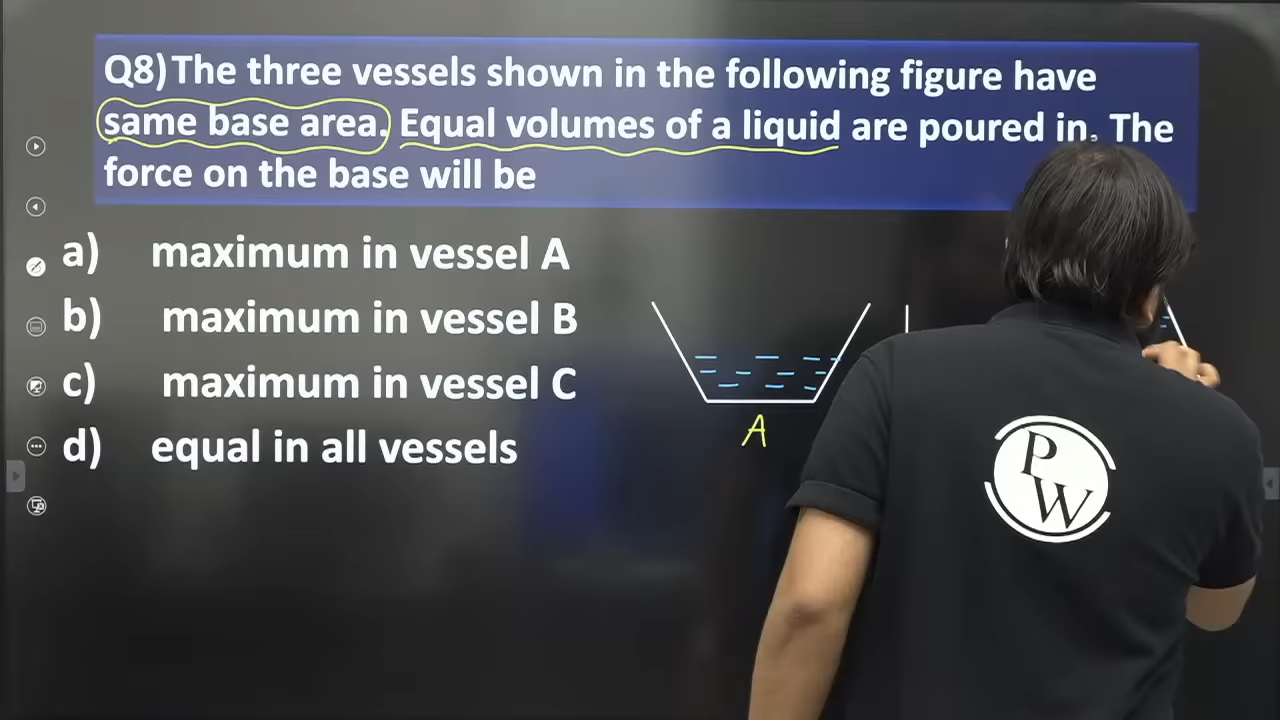 Q8) The three vessels shown in the following figure have
same base area. Equal volumes of a liquid are poured in. The
force on the base will be
a) maximum in vessel A
b) maximum in vessel B
c) maximum in vessel C
d) equal in all vessels
A
P
W